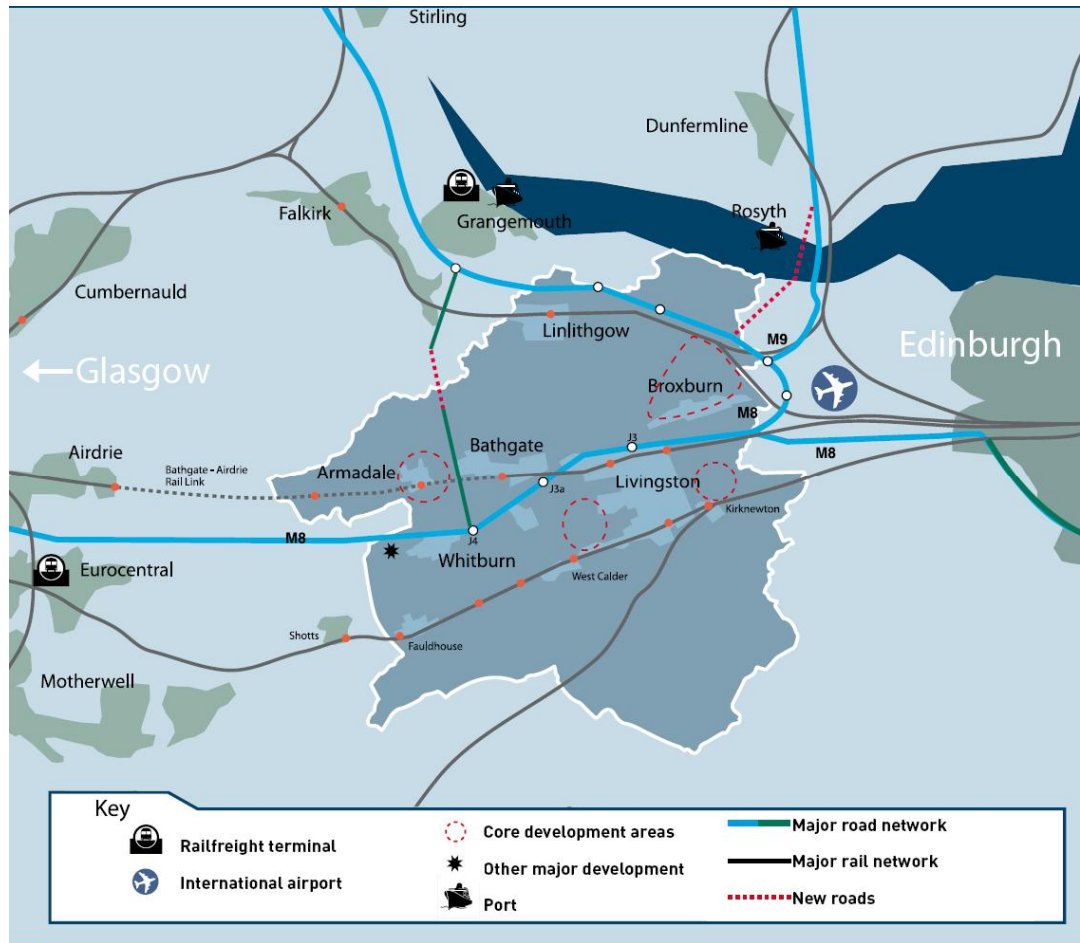 Stirling
Dunfermline
Falkirk
Grangemouth
Rosyth
Cumbernauld
Linlithgow
M9
Edinburgh
Glasgow
Broxburn
M8
J3
Bathgate
M8
Airdrie
Bathgate - Airdrie
Rail Link
Armadale
J3a
Livingston
Kirknewton
M8
J4
Whitburn
Eurocentral
West Calder
Shotts
Fauldhouse
Motherwell
Key
Railfreight terminal
International airport
Core development areas
Other major development
Port
Major road network
Major rail network
New roads